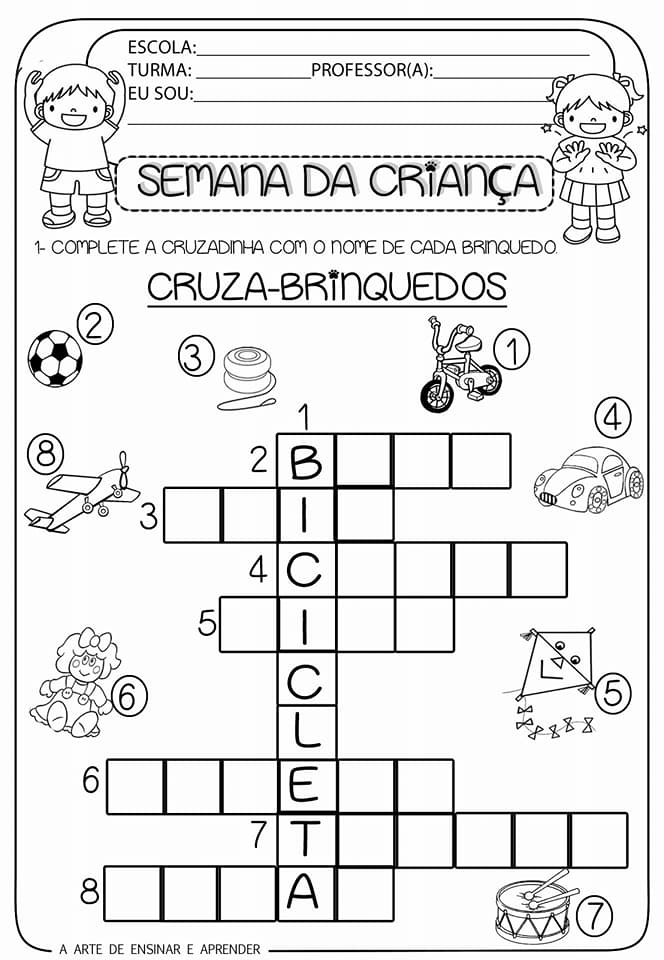 ESCOLA:
TURMA: PROFESSOR(A):
EU SOU:
SEMANA DA CRIANÇA
1- COMPLETE A CRUZADINHA COM O NOME DE CADA BRINQUEDO.
CRUZA-BRINQUEDOS
2
3
1
4
8
1
2 B
3 I
4 C
5 I
C
6
5
L
6 E
7 T
8 A
7
A ARTE DE ENSINAR E APRENDER